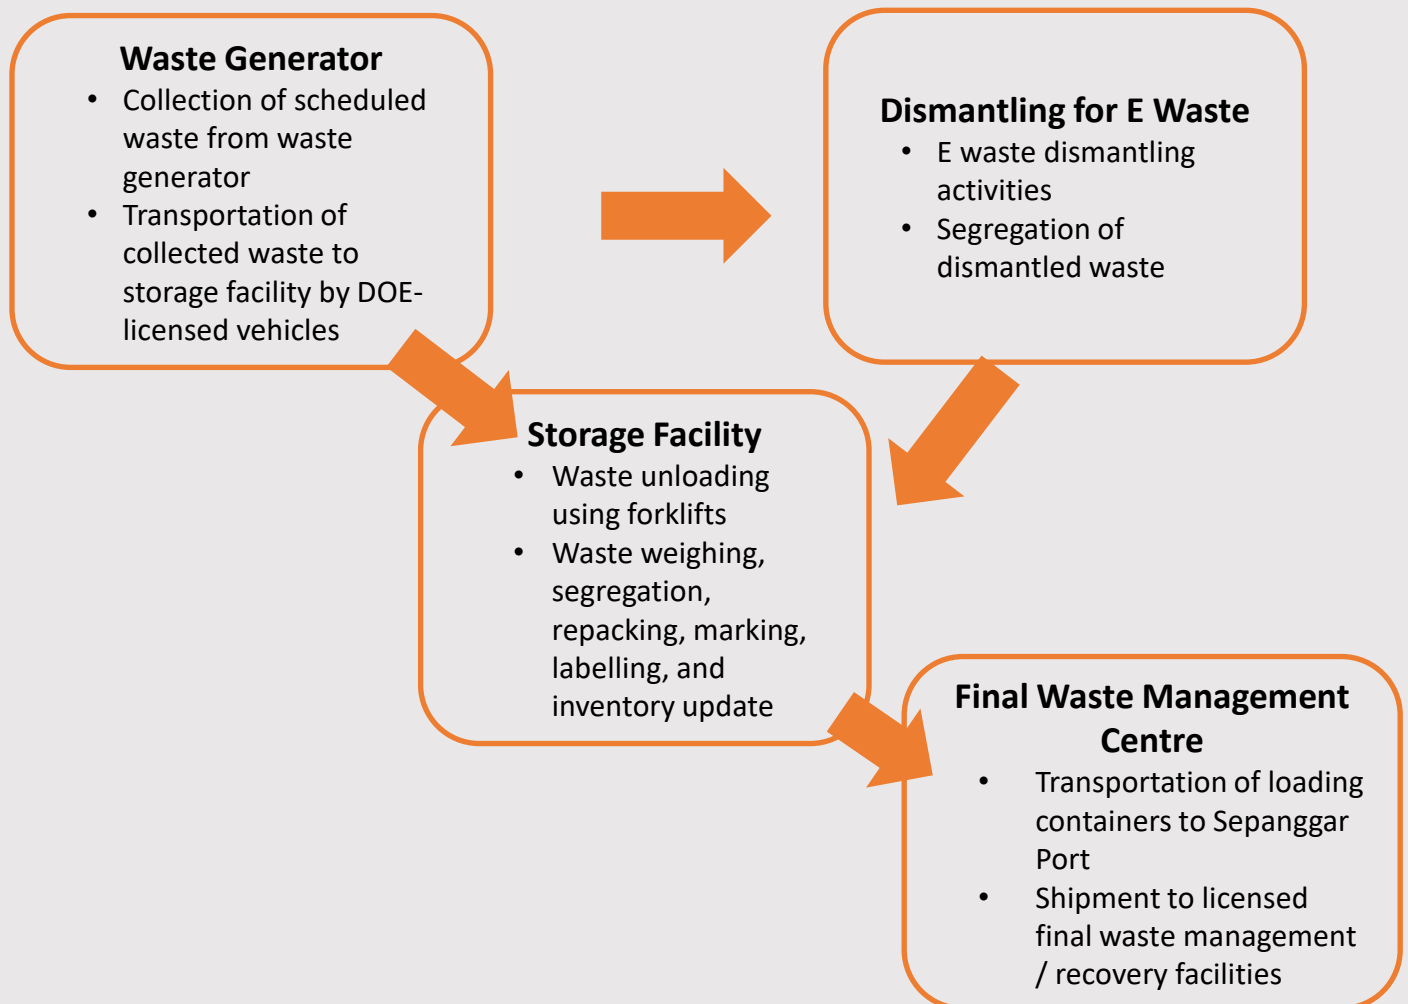 Waste Generator
• Collection of scheduled
waste from waste
generator
• Transportation of
collected waste to
storage facility by DOE-
licensed vehicles
Dismantling for E Waste
• E waste dismantling
activities
• Segregation of
dismantled waste
Storage Facility
• Waste unloading
using forklifts
• Waste weighing,
segregation,
repacking, marking,
labelling, and
inventory update
Final Waste Management
Centre
• Transportation of loading
containers to Sepanggar
Port
• Shipment to licensed
final waste management
/ recovery facilities